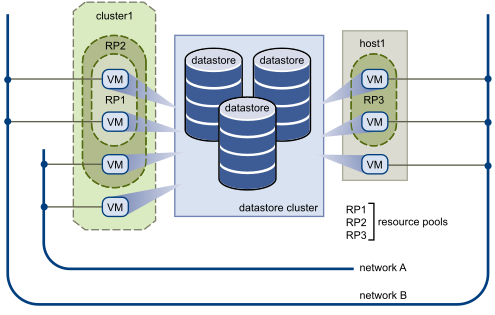 cluster1
RP2
VM
RP1
VM
VM
VM
datastore
datastore
datastore
datastore cluster
host1
VM
RP3
VM
VM
RP1
RP2
RP3
resource pools
network A
network B